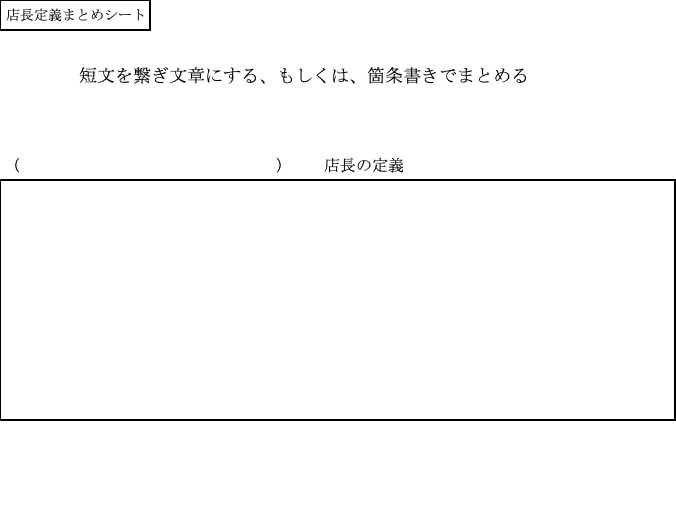 店長定義まとめシート
短文を繋ぎ文章にする、もしくは、箇条書きでまとめる
（　　　　　　　　　　　　　　　　）　　店長の定義